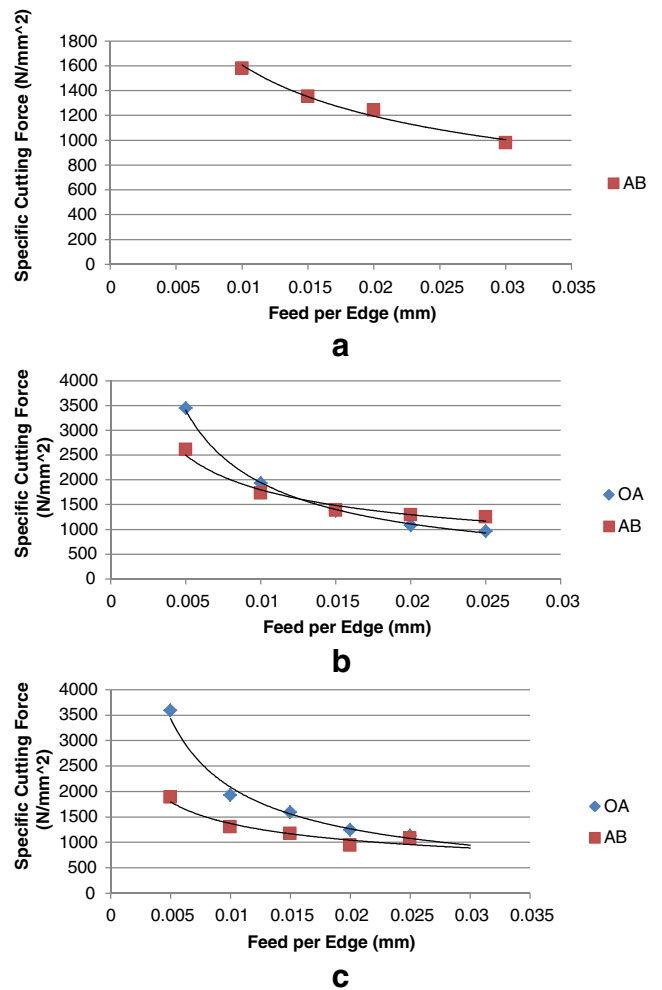 Specific Cutting Force (N/mm^2)
1800
1600
1400
1200
1000
800
600
400
200
0
0 0.005 0.01 0.015 0.02 0.025 0.03 0.035
Feed per Edge (mm)
AB
a
Specific Cutting Force
(N/mm^2)
4000
3500
3000
2500
2000
1500
1000
500
0
0 0.005 0.01 0.015 0.02 0.025 0.03
Feed per Edge (mm)
OA
AB
b
Specific Cutting Force
(N/mm^2)
4000
3500
3000
2500
2000
1500
1000
500
0
0 0.005 0.01 0.015 0.02 0.025 0.03 0.035
Feed per Edge (mm)
OA
AB
c